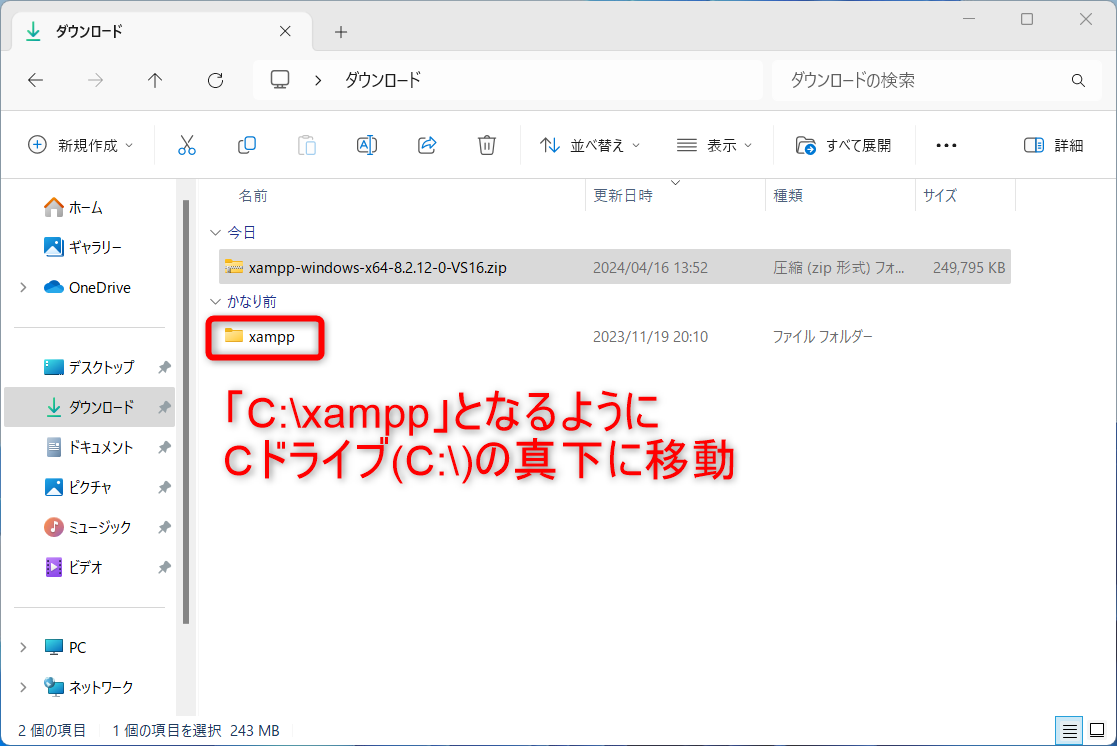 ダウンロード
ダウンロード
ダウンロードの検索
新規作成
並べ替え
表示
すべて展開
詳細
名前 更新日時 種類 サイズ
ホーム
ギャラリー
OneDrive
デスクトップ
ダウンロード
ドキュメント
ピクチャ
ミュージック
ビデオ
PC
ネットワーク
今日
xampp-windows-x64-8.2.12-0-VS16.zip 2024/04/16 13:52 圧縮 (zip 形式) フォ... 249,795 KB
かなり前
xampp 2023/11/19 20:10 ファイル フォルダー
「C:\xampp」となるように
Cドライブ(C:\)の真下に移動
2 個の項目 1 個の項目を選択 243 MB